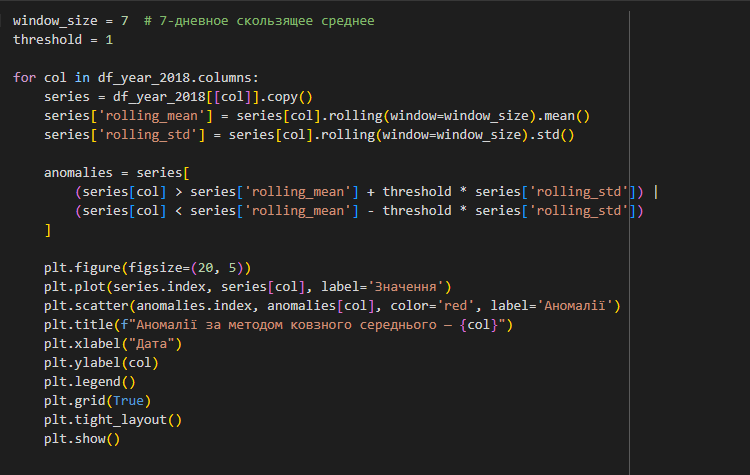 window_size = 7  # 7-дневное скользящее среднее
threshold = 1

for col in df_year_2018.columns:
    series = df_year_2018[[col]].copy()
    series['rolling_mean'] = series[col].rolling(window=window_size).mean()
    series['rolling_std'] = series[col].rolling(window=window_size).std()

    anomalies = series[
        (series[col] > series['rolling_mean'] + threshold * series['rolling_std']) |
        (series[col] < series['rolling_mean'] - threshold * series['rolling_std'])
    ]

    plt.figure(figsize=(20, 5))
    plt.plot(series.index, series[col], label='Значення')
    plt.scatter(anomalies.index, anomalies[col], color='red', label='Аномалії')
    plt.title(f"Аномалії за методом ковзного середнього — {col}")
    plt.xlabel("Дата")
    plt.ylabel(col)
    plt.legend()
    plt.grid(True)
    plt.tight_layout()
    plt.show()